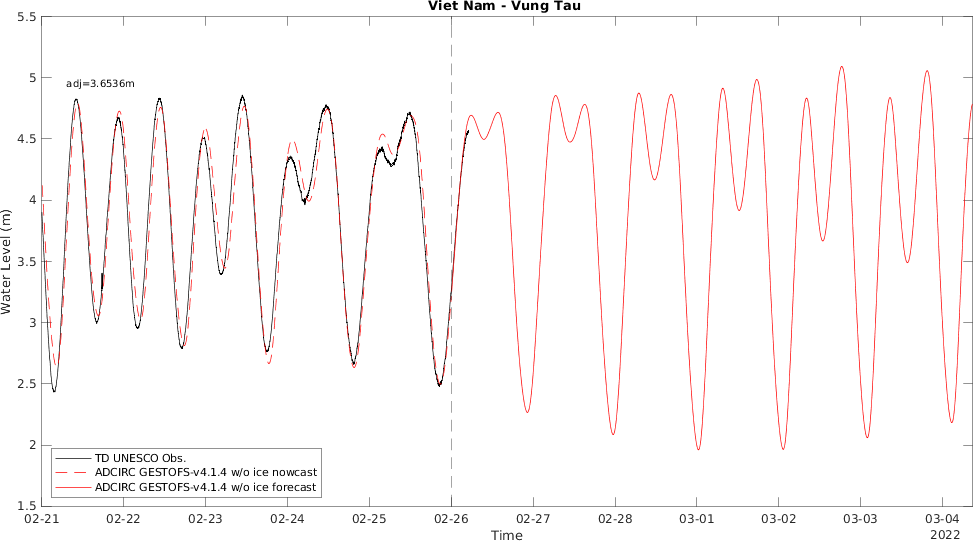 Viet Nam - Vung Tau
5.5
5
4.5
4
3.5
3
2.5
2
1.5
Water Level (m)
adj=3.6536m
TD UNESCO Obs.
ADCIRC GESTOFS-v4.1.4 w/o ice nowcast
ADCIRC GESTOFS-v4.1.4 w/o ice forecast
02-21 02-22 02-23 02-24 02-25 02-26 02-27 02-28 03-01 03-02 03-03 03-04
2022
Time